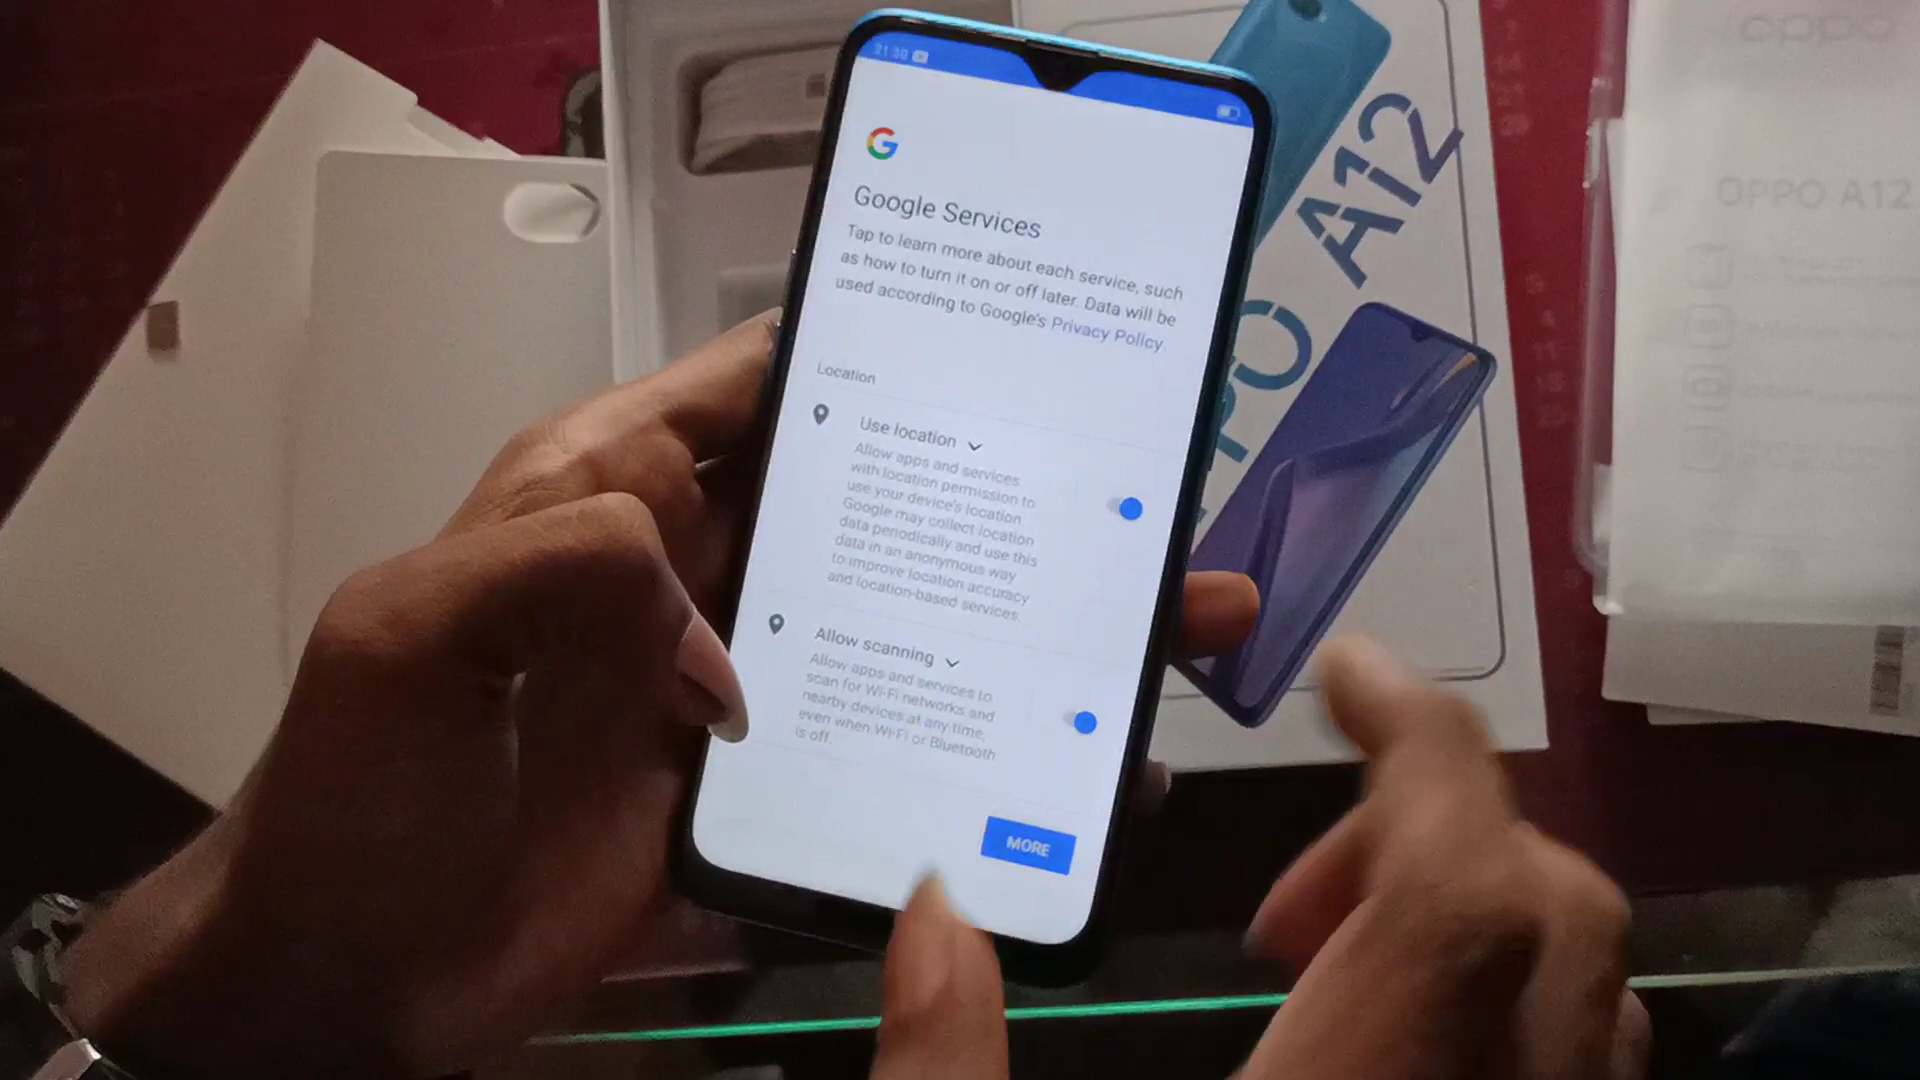 21:30
Google Services
Tap to learn more about each service, such
as how to turn it on or off later. Data will be
used according to Google's Privacy Policy.
Location
Use location
Allow apps and services
with location permission to
use your device's location.
Google may collect location
data periodically and use this
data in an anonymous way
to improve location accuracy
and location-based services.
Allow scanning
Allow apps and services to
scan for Wi-Fi networks and
nearby devices at any time,
even when Wi-Fi or Bluetooth
is off.
MORE
A12
oppo
OPPO A12